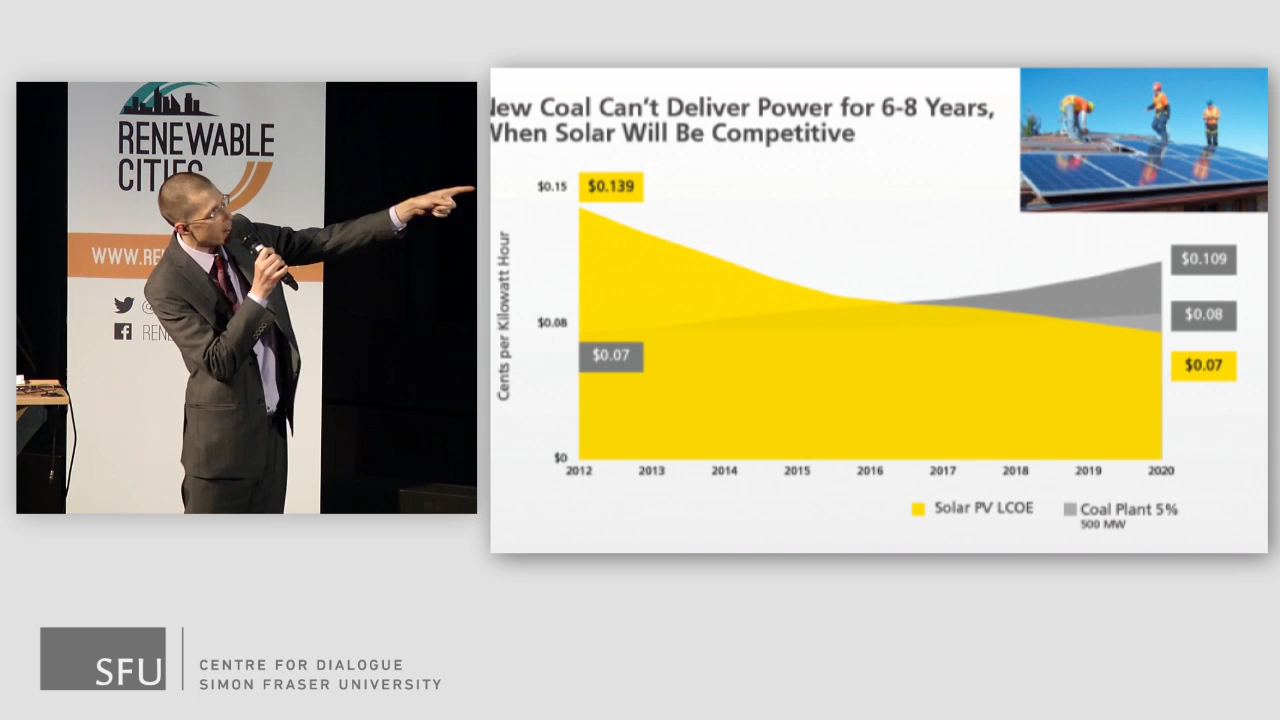 RENEWABLE
CITIES
WWW.RE
RENE
New Coal Can't Deliver Power for 6-8 Years,
When Solar Will Be Competitive
$0.15
$0.139
$0.109
$0.08
$0.08
$0.07
$0.07
$0
Cents per Kilowatt Hour
2012 2013 2014 2015 2016 2017 2018 2019 2020
Solar PV LCOE
Coal Plant 5%
500 MW
SFU
CENTRE FOR DIALOGUE
SIMON FRASER UNIVERSITY